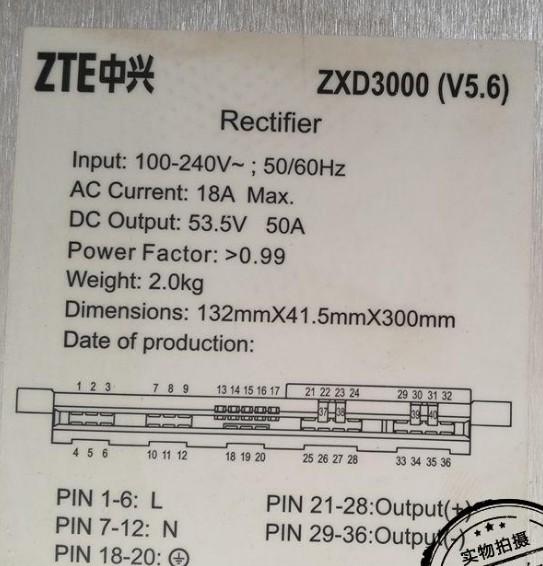 ZTE中兴
ZXD3000 (V5.6)
Rectifier
Input: 100-240V~ ; 50/60Hz
AC Current: 18A Max.
DC Output: 53.5V 50A
Power Factor: >0.99
Weight: 2.0kg
Dimensions: 132mmX41.5mmX300mm
Date of production:
1 2 3 7 8 9 13 14 15 16 17 21 22 23 24 29 30 31 32
37 38 39 40
4 5 6 10 11 12 18 19 20 25 26 27 28 33 34 35 36
PIN 1-6: L PIN 21-28:Output(+)
PIN 7-12: N PIN 29-36:Output(-)
PIN 18-20: ⏚
实物拍摄